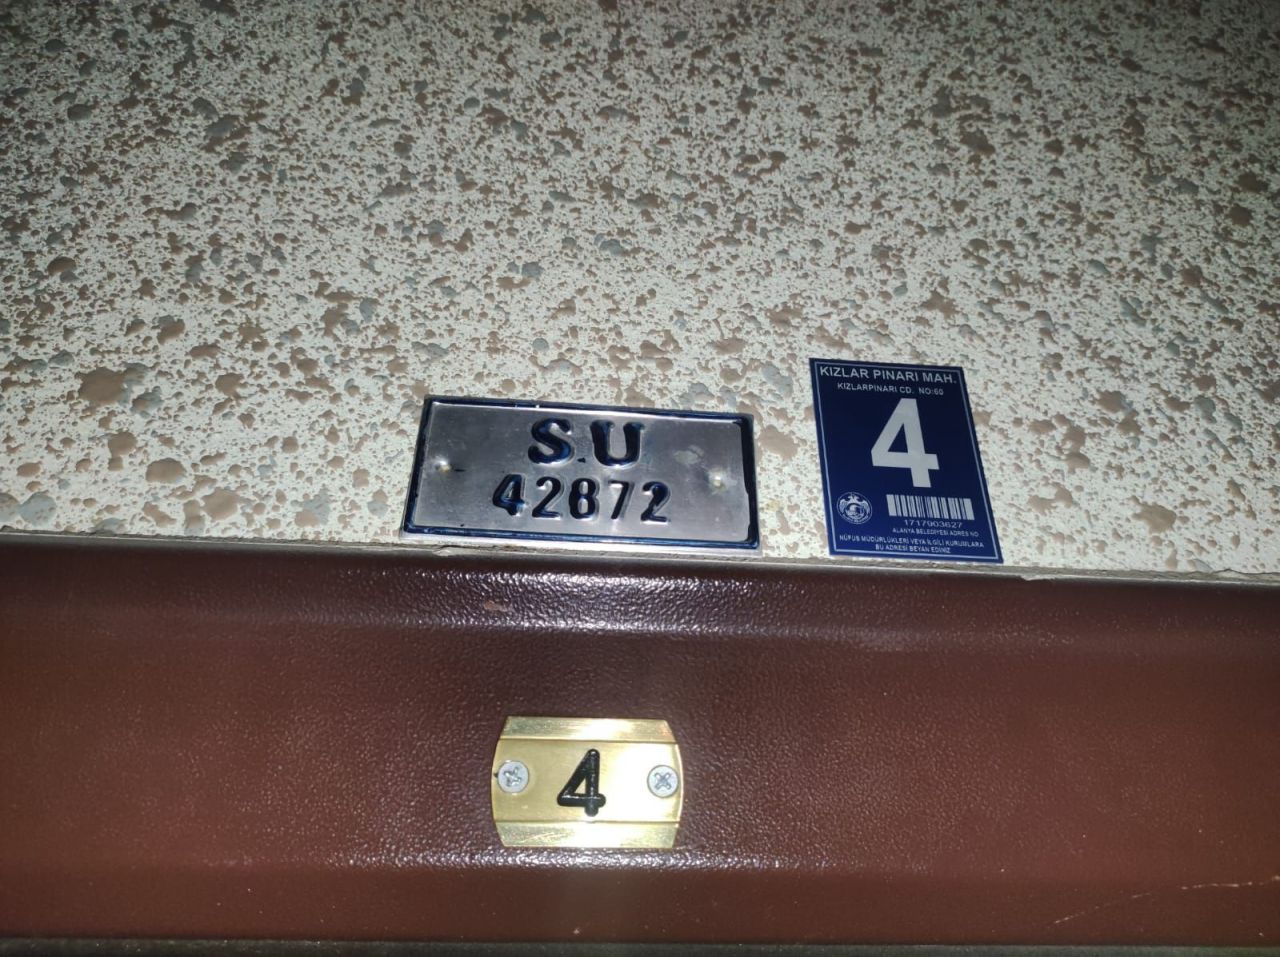 SU
42872
KIZLAR PINARI MAH.
KIZLARPINARI CD. NO:60
4
1717903627
ALANYA BELEDİYESİ ADRES NO
NÜFUS MÜDÜRLÜKLERİ VEYA İLGİLİ KURUMLARA
BU ADRESİ BEYAN EDİNİZ
4